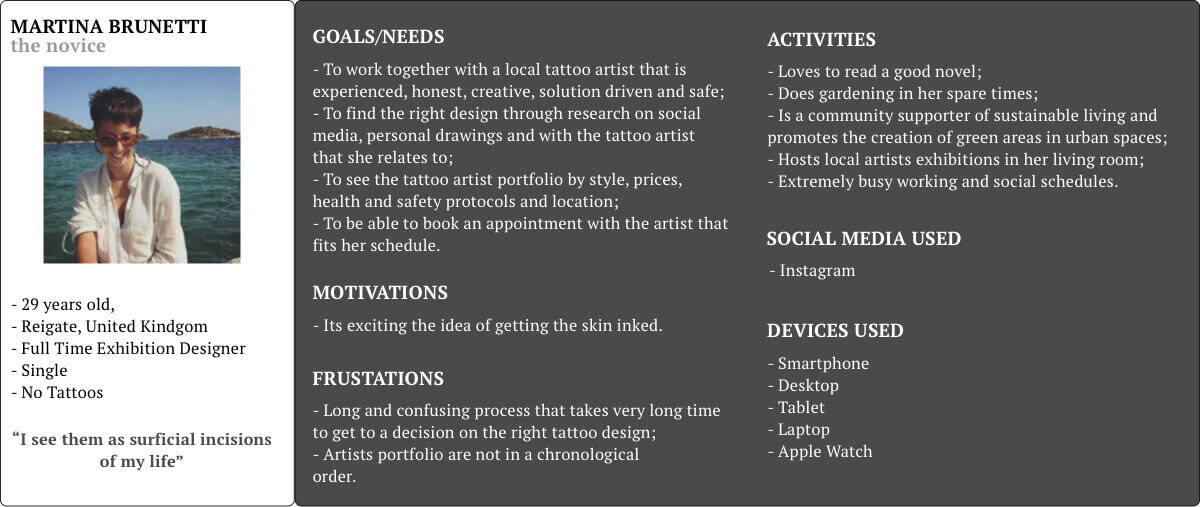 MARTINA BRUNETTI
the novice
- 29 years old,
- Reigate, United Kindgom
- Full Time Exhibition Designer
- Single
- No Tattoos
“I see them as surficial incisions
of my life”
GOALS/NEEDS
- To work together with a local tattoo artist that is
experienced, honest, creative, solution driven and safe;
- To find the right design through research on social
media, personal drawings and with the tattoo artist
that she relates to;
- To see the tattoo artist portfolio by style, prices,
health and safety protocols and location;
- To be able to book an appointment with the artist that
fits her schedule.
MOTIVATIONS
- Its exciting the idea of getting the skin inked.
FRUSTATIONS
- Long and confusing process that takes very long time
to get to a decision on the right tattoo design;
- Artists portfolio are not in a chronological
order.
ACTIVITIES
- Loves to read a good novel;
- Does gardening in her spare times;
- Is a community supporter of sustainable living and
promotes the creation of green areas in urban spaces;
- Hosts local artists exhibitions in her living room;
- Extremely busy working and social schedules.
SOCIAL MEDIA USED
- Instagram
DEVICES USED
- Smartphone
- Desktop
- Tablet
- Laptop
- Apple Watch